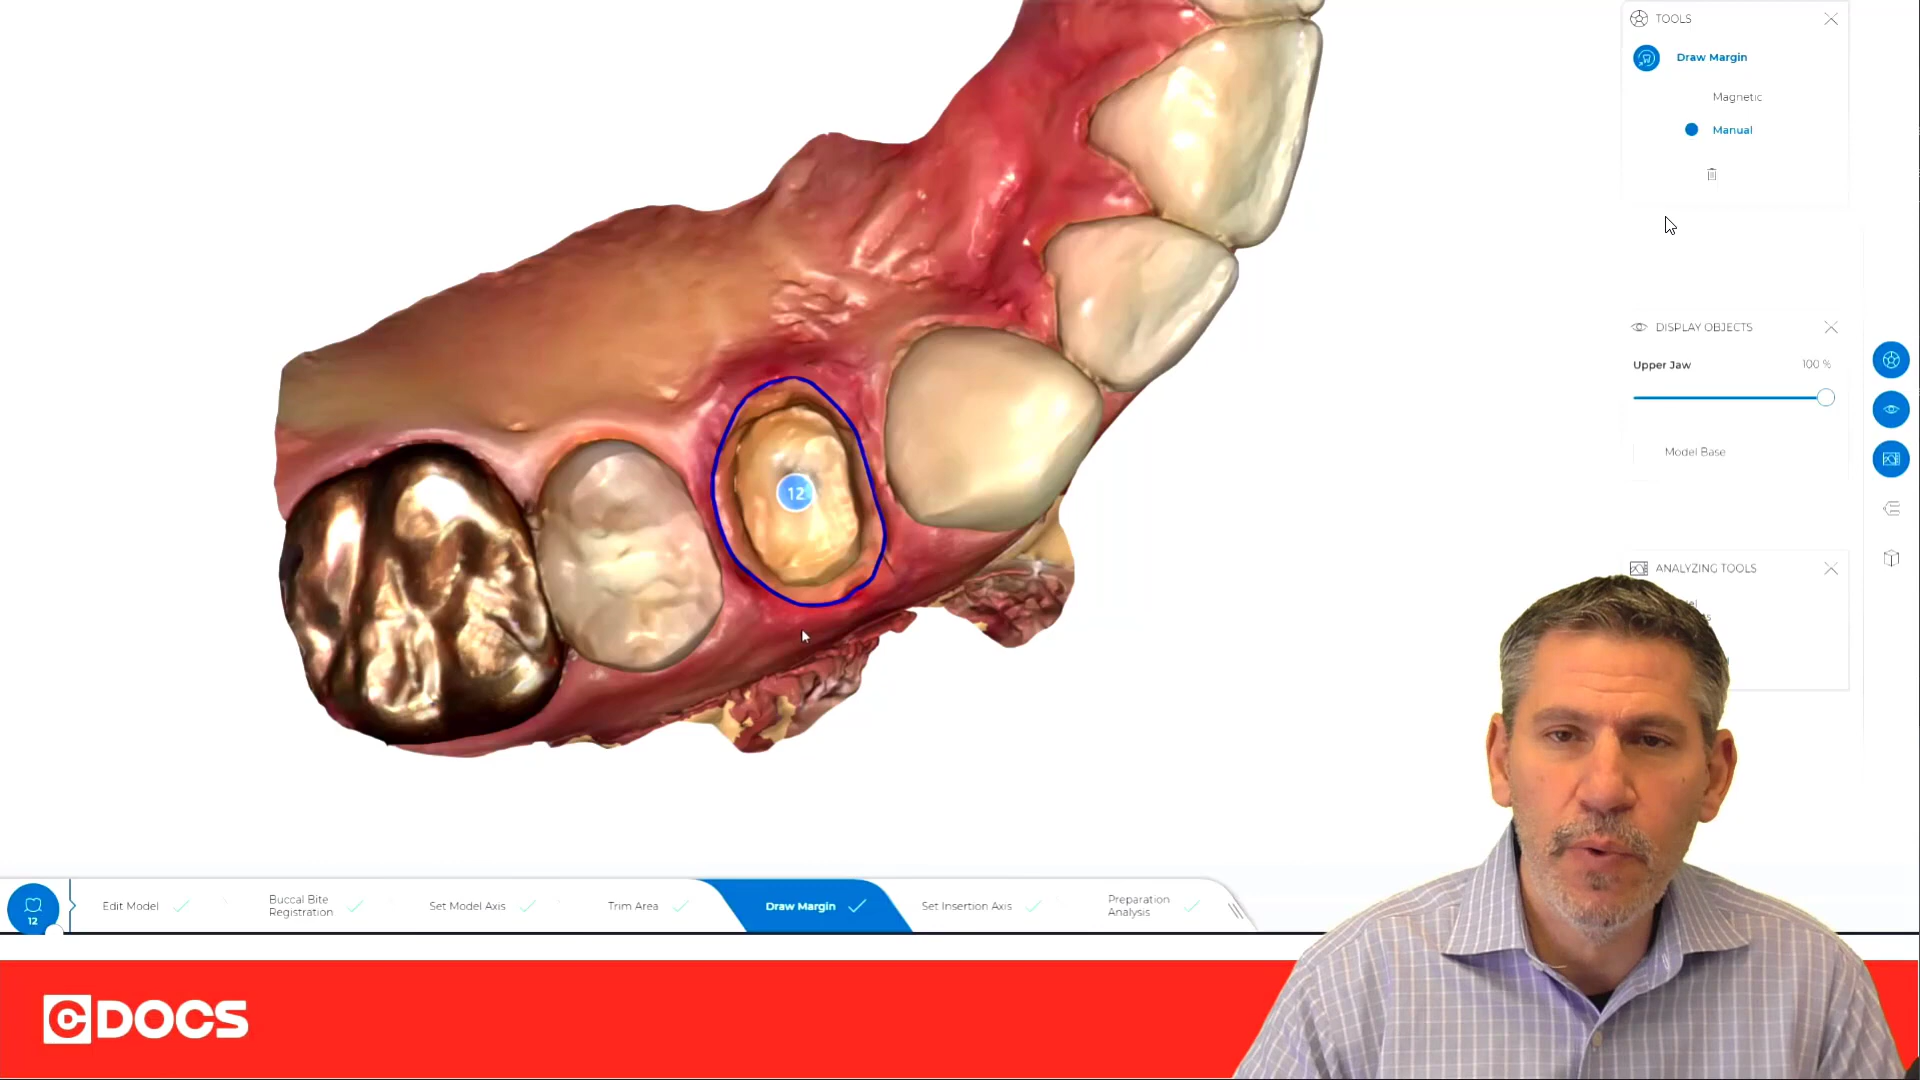 TOOLS
Draw Margin
Magnetic
Manual
DISPLAY OBJECTS
Upper Jaw 100 %
Model Base
ANALYZING TOOLS
12
12
Edit Model
Buccal Bite
Registration
Set Model Axis
Trim Area
Draw Margin
Set Insertion Axis
Preparation
Analysis
CDOCS